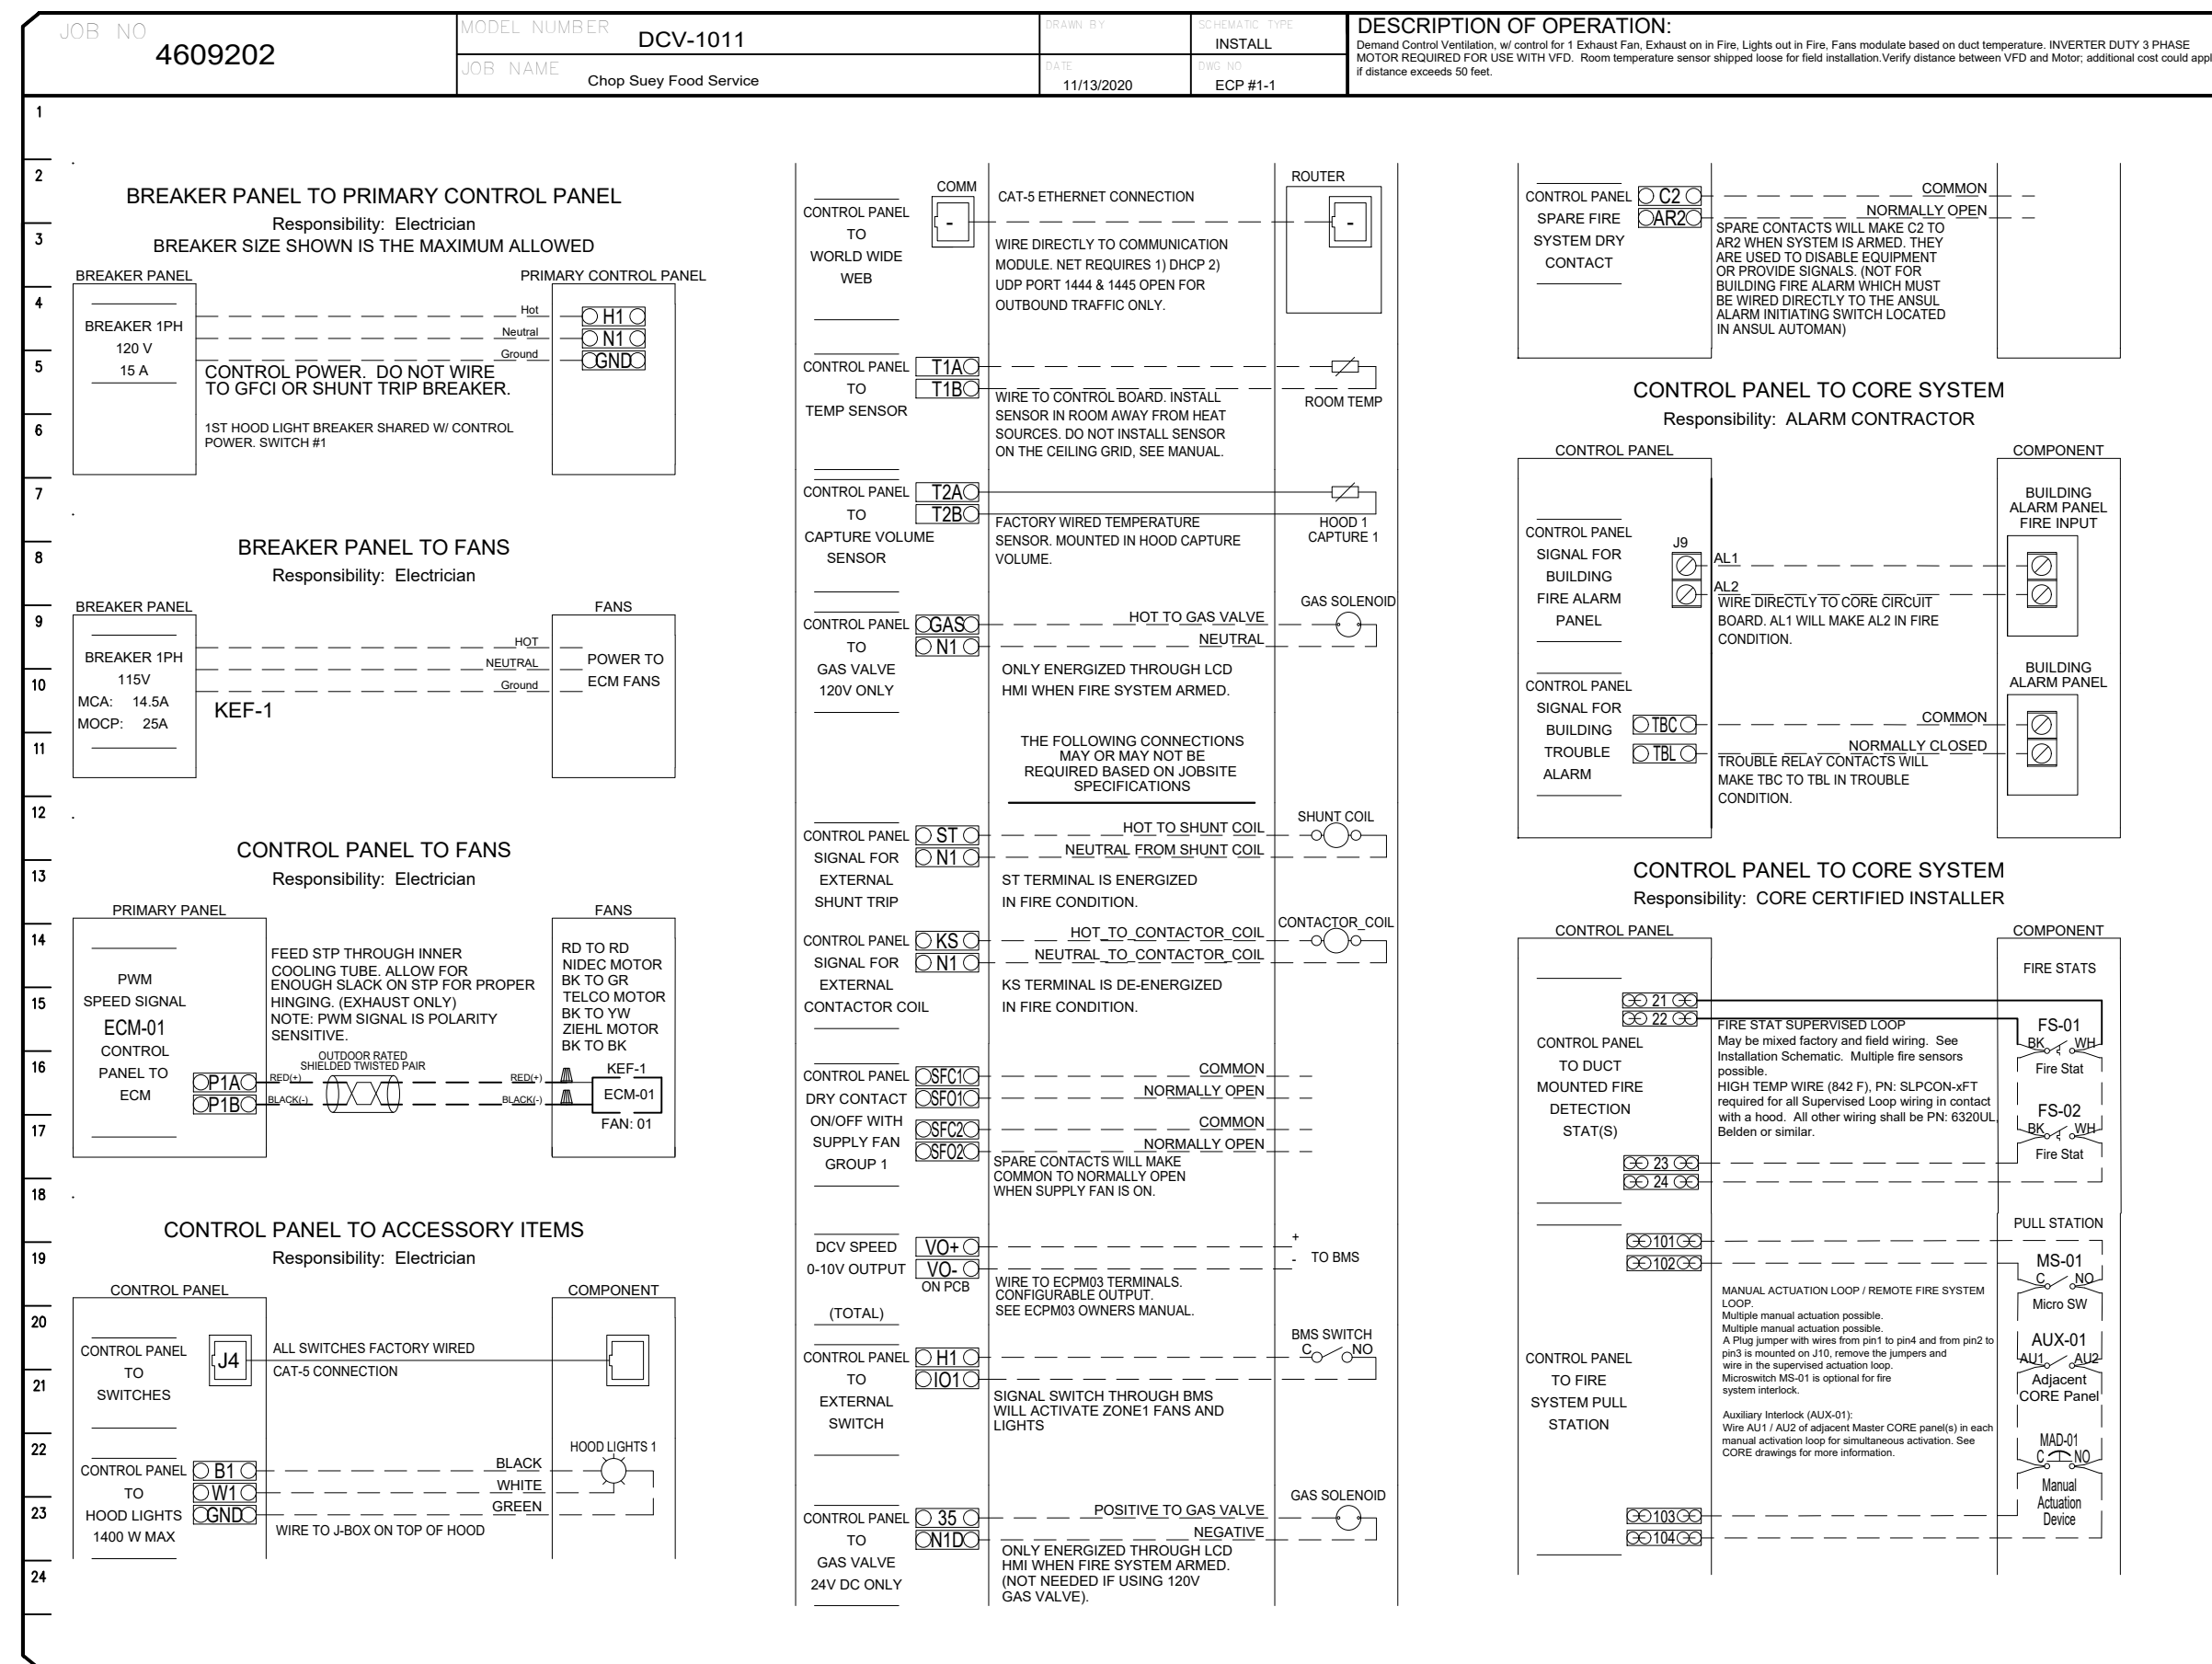 JOB NO
4609202
MODEL NUMBER
DCV-1011
JOB NAME
Chop Suey Food Service
DRAWN BY
SCHEMATIC TYPE
INSTALL
DATE
11/13/2020
DWG NO
ECP #1-1
DESCRIPTION OF OPERATION:
Demand Control Ventilation, w/ control for 1 Exhaust Fan, Exhaust on in Fire, Lights out in Fire, Fans modulate based on duct temperature. INVERTER DUTY 3 PHASE
MOTOR REQUIRED FOR USE WITH VFD. Room temperature sensor shipped loose for field installation.Verify distance between VFD and Motor; additional cost could appl
if distance exceeds 50 feet.
1
2
3
4
5
6
7
8
9
10
11
12
13
14
15
16
17
18
19
20
21
22
23
24
BREAKER PANEL TO PRIMARY CONTROL PANEL
Responsibility: Electrician
BREAKER SIZE SHOWN IS THE MAXIMUM ALLOWED
BREAKER PANEL
PRIMARY CONTROL PANEL
BREAKER 1PH
120 V
15 A
Hot
H1
Neutral
N1
Ground
GND
CONTROL POWER. DO NOT WIRE
TO GFCI OR SHUNT TRIP BREAKER.
1ST HOOD LIGHT BREAKER SHARED W/ CONTROL
POWER. SWITCH #1
BREAKER PANEL TO FANS
Responsibility: Electrician
BREAKER PANEL
FANS
BREAKER 1PH
115V
MCA: 14.5A
MOCP: 25A
HOT
NEUTRAL
Ground
POWER TO
ECM FANS
KEF-1
CONTROL PANEL TO FANS
Responsibility: Electrician
PRIMARY PANEL
FANS
PWM
SPEED SIGNAL
ECM-01
CONTROL
PANEL TO
ECM
FEED STP THROUGH INNER
COOLING TUBE. ALLOW FOR
ENOUGH SLACK ON STP FOR PROPER
HINGING. (EXHAUST ONLY)
NOTE: PWM SIGNAL IS POLARITY
SENSITIVE.
OUTDOOR RATED
SHIELDED TWISTED PAIR
P1A
RED(+)
RED(+)
P1B
BLACK(-)
BLACK(-)
RD TO RD
NIDEC MOTOR
BK TO GR
TELCO MOTOR
BK TO YW
ZIEHL MOTOR
BK TO BK
KEF-1
ECM-01
FAN: 01
CONTROL PANEL TO ACCESSORY ITEMS
Responsibility: Electrician
CONTROL PANEL
COMPONENT
CONTROL PANEL
TO
SWITCHES
J4
ALL SWITCHES FACTORY WIRED
CAT-5 CONNECTION
CONTROL PANEL
TO
HOOD LIGHTS
1400 W MAX
B1
W1
GND
BLACK
WHITE
GREEN
HOOD LIGHTS 1
WIRE TO J-BOX ON TOP OF HOOD
CONTROL PANEL
TO
WORLD WIDE
WEB
COMM
-
CAT-5 ETHERNET CONNECTION
ROUTER
-
WIRE DIRECTLY TO COMMUNICATION
MODULE. NET REQUIRES 1) DHCP 2)
UDP PORT 1444 & 1445 OPEN FOR
OUTBOUND TRAFFIC ONLY.
CONTROL PANEL
TO
TEMP SENSOR
T1A
T1B
ROOM TEMP
WIRE TO CONTROL BOARD. INSTALL
SENSOR IN ROOM AWAY FROM HEAT
SOURCES. DO NOT INSTALL SENSOR
ON THE CEILING GRID, SEE MANUAL.
CONTROL PANEL
TO
CAPTURE VOLUME
SENSOR
T2A
T2B
HOOD 1
CAPTURE 1
FACTORY WIRED TEMPERATURE
SENSOR. MOUNTED IN HOOD CAPTURE
VOLUME.
CONTROL PANEL
TO
GAS VALVE
120V ONLY
GAS
N1
HOT TO GAS VALVE
NEUTRAL
GAS SOLENOID
ONLY ENERGIZED THROUGH LCD
HMI WHEN FIRE SYSTEM ARMED.
THE FOLLOWING CONNECTIONS
MAY OR MAY NOT BE
REQUIRED BASED ON JOBSITE
SPECIFICATIONS
CONTROL PANEL
SIGNAL FOR
EXTERNAL
SHUNT TRIP
ST
N1
HOT TO SHUNT COIL
NEUTRAL FROM SHUNT COIL
SHUNT COIL
ST TERMINAL IS ENERGIZED
IN FIRE CONDITION.
CONTROL PANEL
SIGNAL FOR
EXTERNAL
CONTACTOR COIL
KS
N1
HOT_TO_CONTACTOR_COIL
NEUTRAL_TO_CONTACTOR_COIL
CONTACTOR_COIL
KS TERMINAL IS DE-ENERGIZED
IN FIRE CONDITION.
CONTROL PANEL
DRY CONTACT
ON/OFF WITH
SUPPLY FAN
GROUP 1
SFC1
SFO1
SFC2
SFO2
COMMON
NORMALLY OPEN
COMMON
NORMALLY OPEN
SPARE CONTACTS WILL MAKE
COMMON TO NORMALLY OPEN
WHEN SUPPLY FAN IS ON.
DCV SPEED
0-10V OUTPUT
(TOTAL)
VO+
VO-
ON PCB
+
-
TO BMS
WIRE TO ECPM03 TERMINALS.
CONFIGURABLE OUTPUT.
SEE ECPM03 OWNERS MANUAL.
CONTROL PANEL
TO
EXTERNAL
SWITCH
H1
IO1
BMS SWITCH
C
NO
SIGNAL SWITCH THROUGH BMS
WILL ACTIVATE ZONE1 FANS AND
LIGHTS
CONTROL PANEL
TO
GAS VALVE
24V DC ONLY
35
N1D
POSITIVE TO GAS VALVE
NEGATIVE
GAS SOLENOID
ONLY ENERGIZED THROUGH LCD
HMI WHEN FIRE SYSTEM ARMED.
(NOT NEEDED IF USING 120V
GAS VALVE).
CONTROL PANEL
SPARE FIRE
SYSTEM DRY
CONTACT
C2
AR2
COMMON
NORMALLY OPEN
SPARE CONTACTS WILL MAKE C2 TO
AR2 WHEN SYSTEM IS ARMED. THEY
ARE USED TO DISABLE EQUIPMENT
OR PROVIDE SIGNALS. (NOT FOR
BUILDING FIRE ALARM WHICH MUST
BE WIRED DIRECTLY TO THE ANSUL
ALARM INITIATING SWITCH LOCATED
IN ANSUL AUTOMAN)
CONTROL PANEL TO CORE SYSTEM
Responsibility: ALARM CONTRACTOR
CONTROL PANEL
COMPONENT
CONTROL PANEL
SIGNAL FOR
BUILDING
FIRE ALARM
PANEL
J9
AL1
AL2
BUILDING
ALARM PANEL
FIRE INPUT
WIRE DIRECTLY TO CORE CIRCUIT
BOARD. AL1 WILL MAKE AL2 IN FIRE
CONDITION.
CONTROL PANEL
SIGNAL FOR
BUILDING
TROUBLE
ALARM
TBC
TBL
COMMON
NORMALLY CLOSED
BUILDING
ALARM PANEL
TROUBLE RELAY CONTACTS WILL
MAKE TBC TO TBL IN TROUBLE
CONDITION.
CONTROL PANEL TO CORE SYSTEM
Responsibility: CORE CERTIFIED INSTALLER
CONTROL PANEL
COMPONENT
FIRE STATS
CONTROL PANEL
TO DUCT
MOUNTED FIRE
DETECTION
STAT(S)
21
22
FIRE STAT SUPERVISED LOOP
May be mixed factory and field wiring. See
Installation Schematic. Multiple fire sensors
possible.
HIGH TEMP WIRE (842 F), PN: SLPCON-xFT
required for all Supervised Loop wiring in contact
with a hood. All other wiring shall be PN: 6320UL,
Belden or similar.
FS-01
BK
WH
Fire Stat
FS-02
BK
WH
Fire Stat
23
24
PULL STATION
101
102
MS-01
C
NO
Micro SW
CONTROL PANEL
TO FIRE
SYSTEM PULL
STATION
MANUAL ACTUATION LOOP / REMOTE FIRE SYSTEM
LOOP.
Multiple manual actuation possible.
Multiple manual actuation possible.
A Plug jumper with wires from pin1 to pin4 and from pin2 to
pin3 is mounted on J10, remove the jumpers and
wire in the supervised actuation loop.
Microswitch MS-01 is optional for fire
system interlock.
Auxiliary Interlock (AUX-01):
Wire AU1 / AU2 of adjacent Master CORE panel(s) in each
manual activation loop for simultaneous activation. See
CORE drawings for more information.
AUX-01
AU1
AU2
Adjacent
CORE Panel
MAD-01
C
NO
Manual
Actuation
Device
103
104